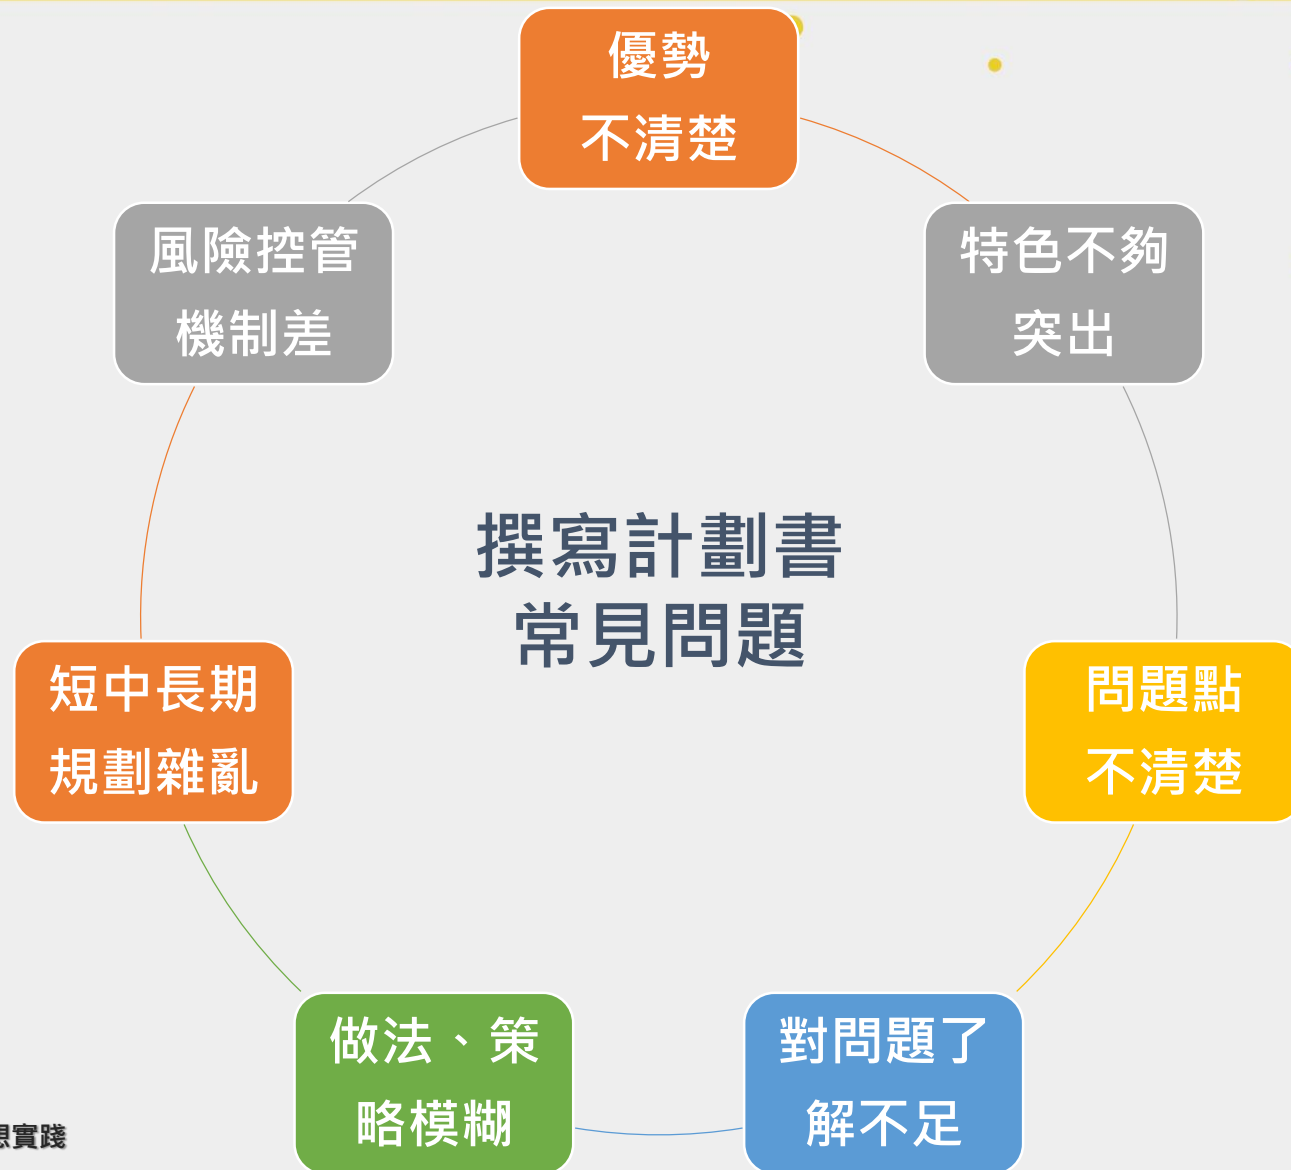 優勢
不清楚
特色不夠
突出
問題點
不清楚
對問題了
解不足
做法、策
略模糊
短中長期
規劃雜亂
風險控管
機制差
撰寫計劃書
常見問題
想實踐